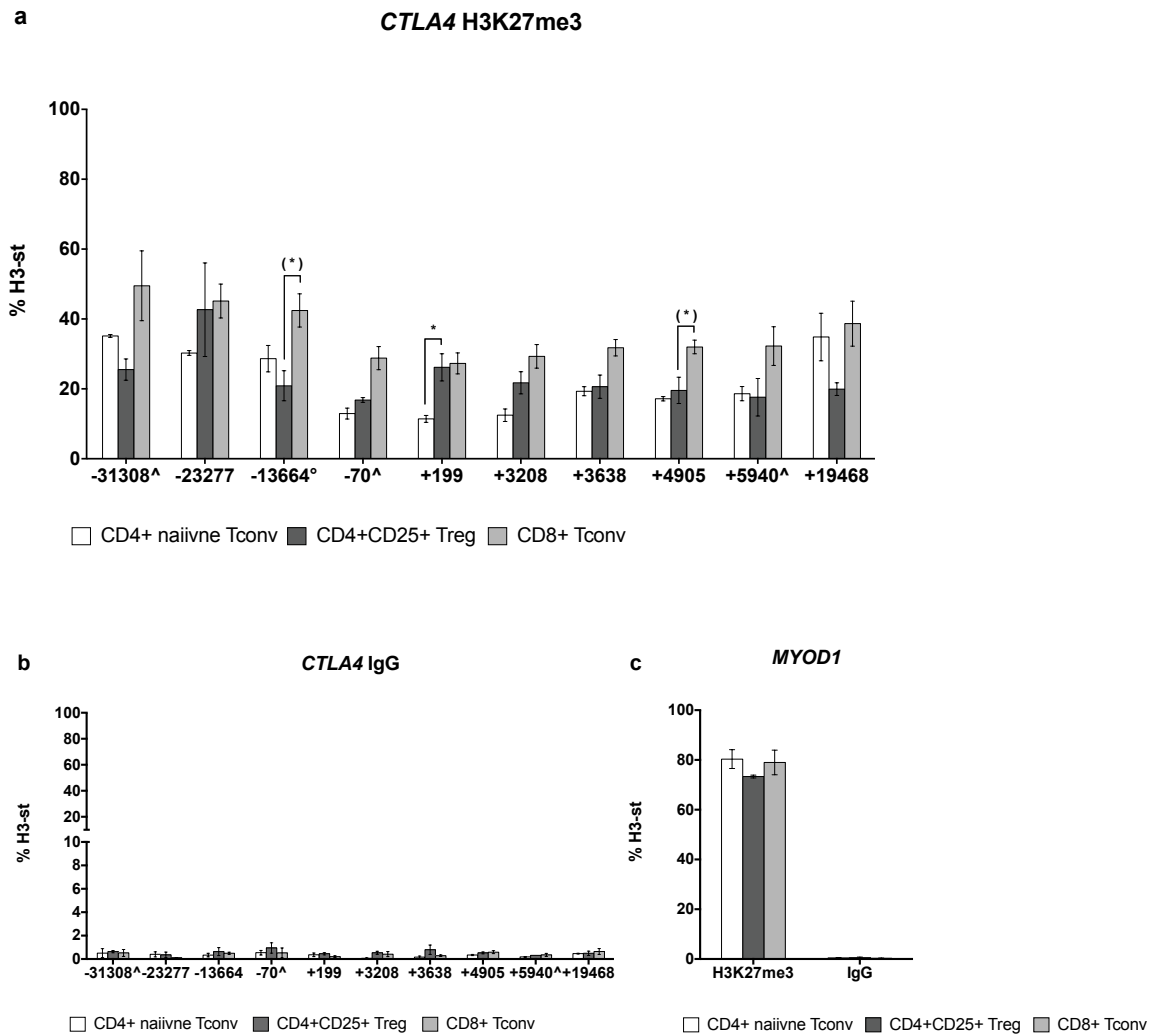 a
CTLA4 H3K27me3
100
80
60
40
20
0
% H3-st
(*)
*
(*)
-31308^ -23277 -13664° -70^ +199 +3208 +3638 +4905 +5940^ +19468
CD4+ naiivne Tconv CD4+CD25+ Treg CD8+ Tconv
b
CTLA4 IgG
100
80
60
40
20
10
8
6
4
2
0
% H3-st
-31308^ -23277 -13664 -70^ +199 +3208 +3638 +4905 +5940^ +19468
CD4+ naiivne Tconv CD4+CD25+ Treg CD8+ Tconv
c
MYOD1
100
80
60
40
20
0
% H3-st
H3K27me3 IgG
CD4+ naiivne Tconv CD4+CD25+ Treg CD8+ Tconv